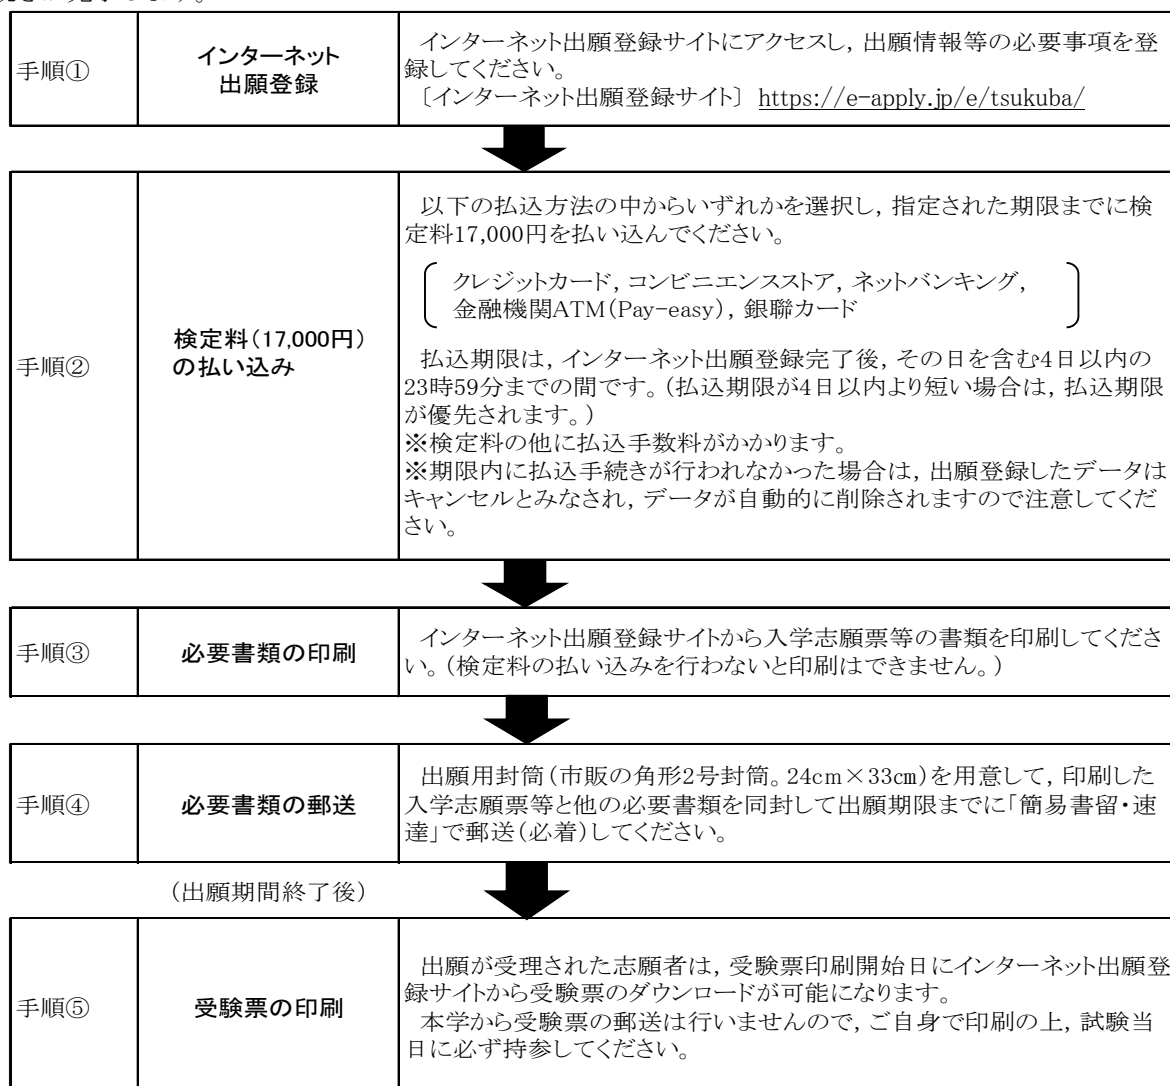 手順①
インターネット
出願登録
インターネット出願登録サイトにアクセスし，出願情報等の必要事項を登
録してください。
〔インターネット出願登録サイト〕 https://e-apply.jp/e/tsukuba/
手順②
検定料（17,000円）
の払い込み
以下の払込方法の中からいずれかを選択し，指定された期限までに検
定料17,000円を払い込んでください。
クレジットカード，コンビニエンスストア，ネットバンキング，
金融機関ATM（Pay-easy），銀聯カード
払込期限は，インターネット出願登録完了後，その日を含む4日以内の
23時59分までの間です。（払込期限が4日以内より短い場合は，払込期限
が優先されます。）
※検定料の他に払込手数料がかかります。
※期限内に払込手続きが行われなかった場合は，出願登録したデータは
キャンセルとみなされ，データが自動的に削除されますので注意してくだ
さい。
手順③
必要書類の印刷
インターネット出願登録サイトから入学志願票等の書類を印刷してくださ
い。（検定料の払い込みを行わないと印刷はできません。）
手順④
必要書類の郵送
出願用封筒（市販の角形2号封筒。24cm×33㎝）を用意して，印刷した
入学志願票等と他の必要書類を同封して出願期限までに「簡易書留・速
達」で郵送（必着）してください。
（出願期間終了後）
手順⑤
受験票の印刷
出願が受理された志願者は，受験票印刷開始日にインターネット出願登
録サイトから受験票のダウンロードが可能になります。
本学から受験票の郵送は行いませんので，ご自身で印刷の上，試験当
日に必ず持参してください。